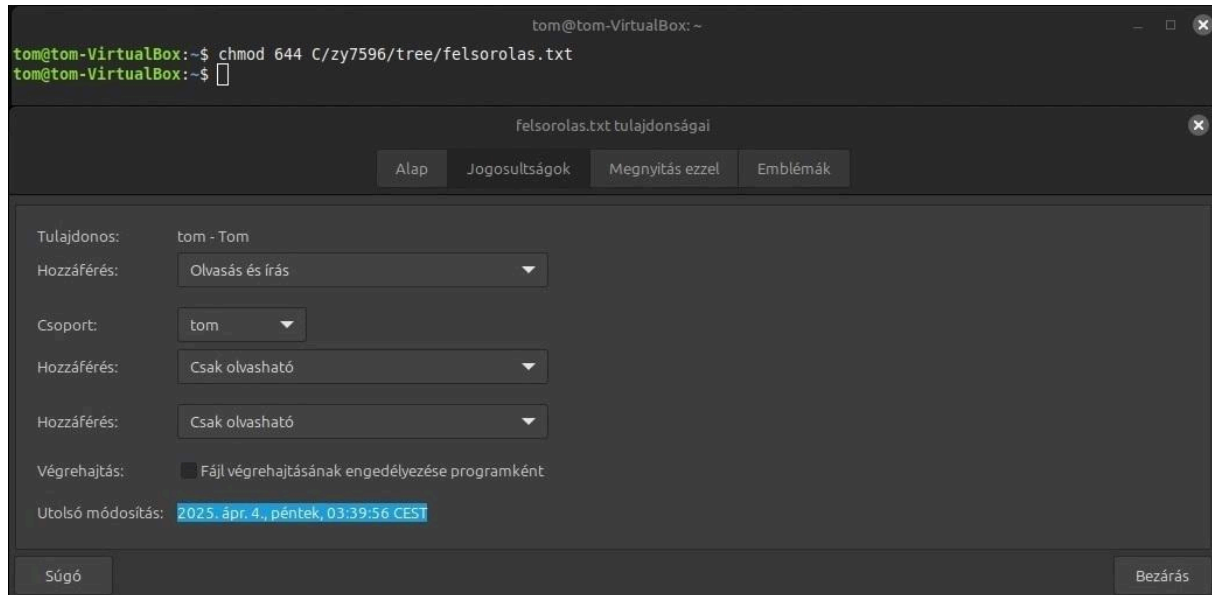 tom@tom-VirtualBox: ~
tom@tom-VirtualBox:~$ chmod 644 C/zy7596/tree/felsorolas.txt
tom@tom-VirtualBox:~$
felsorolas.txt tulajdonságai
Alap Jogosultságok Megnyitás ezzel Emblémák
Tulajdonos: tom - Tom
Hozzáférés: Olvasás és írás
Csoport: tom
Hozzáférés: Csak olvasható
Hozzáférés: Csak olvasható
Végrehajtás: Fájl végrehajtásának engedélyezése programként
Utolsó módosítás: 2025. ápr. 4., péntek, 03:39:56 CEST
Súgó Bezárás